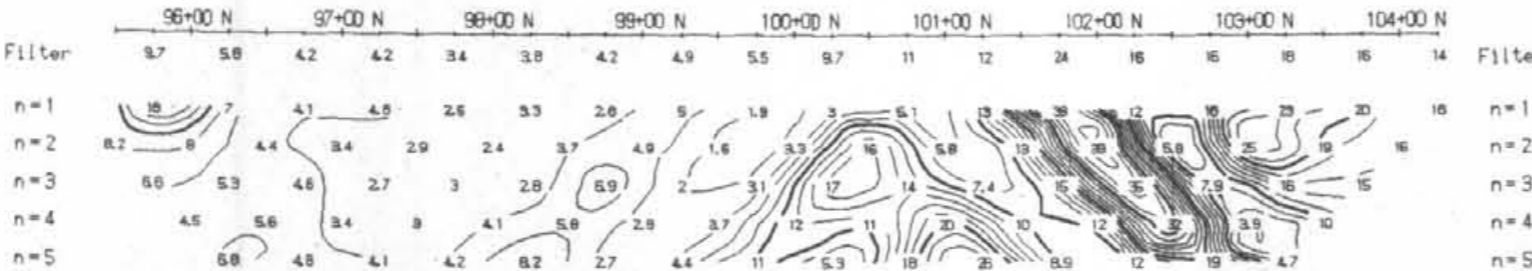 96+00 N 97+00 N 98+00 N 99+00 N 100+00 N 101+00 N 102+00 N 103+00 N 104+00 N
Filter 9.7 5.8 4.2 4.2 3.4 3.8 4.2 4.9 5.5 9.7 11 12 24 16 16 18 16 14 Filte
n=1 18 7 4.1 4.8 2.6 3.3 2.8 5 1.9 3 5.1 13 38 12 16 23 20 16 n=1
n=2 8.2 8 4.4 3.4 2.9 2.4 3.7 4.9 1.6 3.3 16 5.8 13 39 5.8 25 19 16 n=2
n=3 6.6 5.3 4.6 2.7 3 2.8 6.9 2 3.1 17 14 7.4 15 35 7.9 16 15 n=3
n=4 4.5 5.6 3.4 3 4.1 5.8 2.8 3.7 12 11 20 10 12 32 3.9 10 n=4
n=5 6.8 4.8 4.1 4.2 8.2 2.7 4.4 11 5.3 18 26 8.9 12 19 4.7 n=5